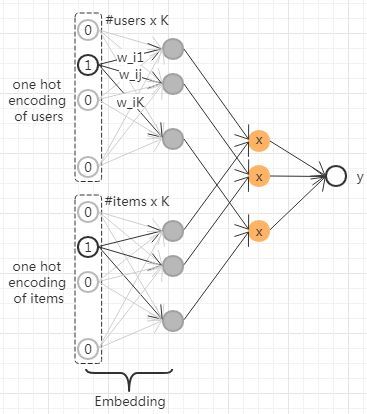 #users x K
0
w_i1
1
w_ij
one hot
encoding
of users
0
w_iK
0
x
x
y
x
#items x K
0
1
one hot
encoding
of items
0
0
Embedding